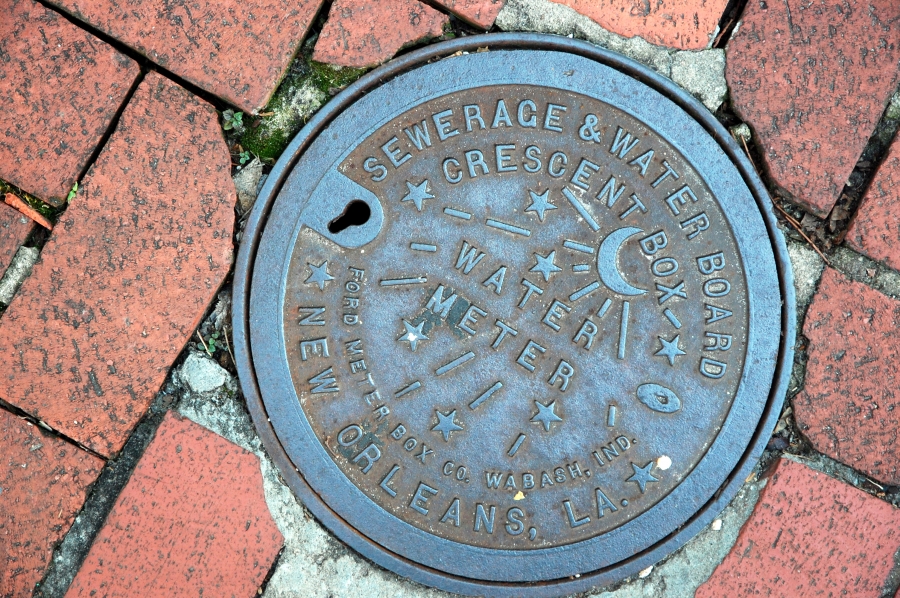 SEWERAGE & WATER BOARD
CRESCENT BOX
WATER
METER
FORD METER BOX CO. WABASH, IND.
NEW ORLEANS, LA.